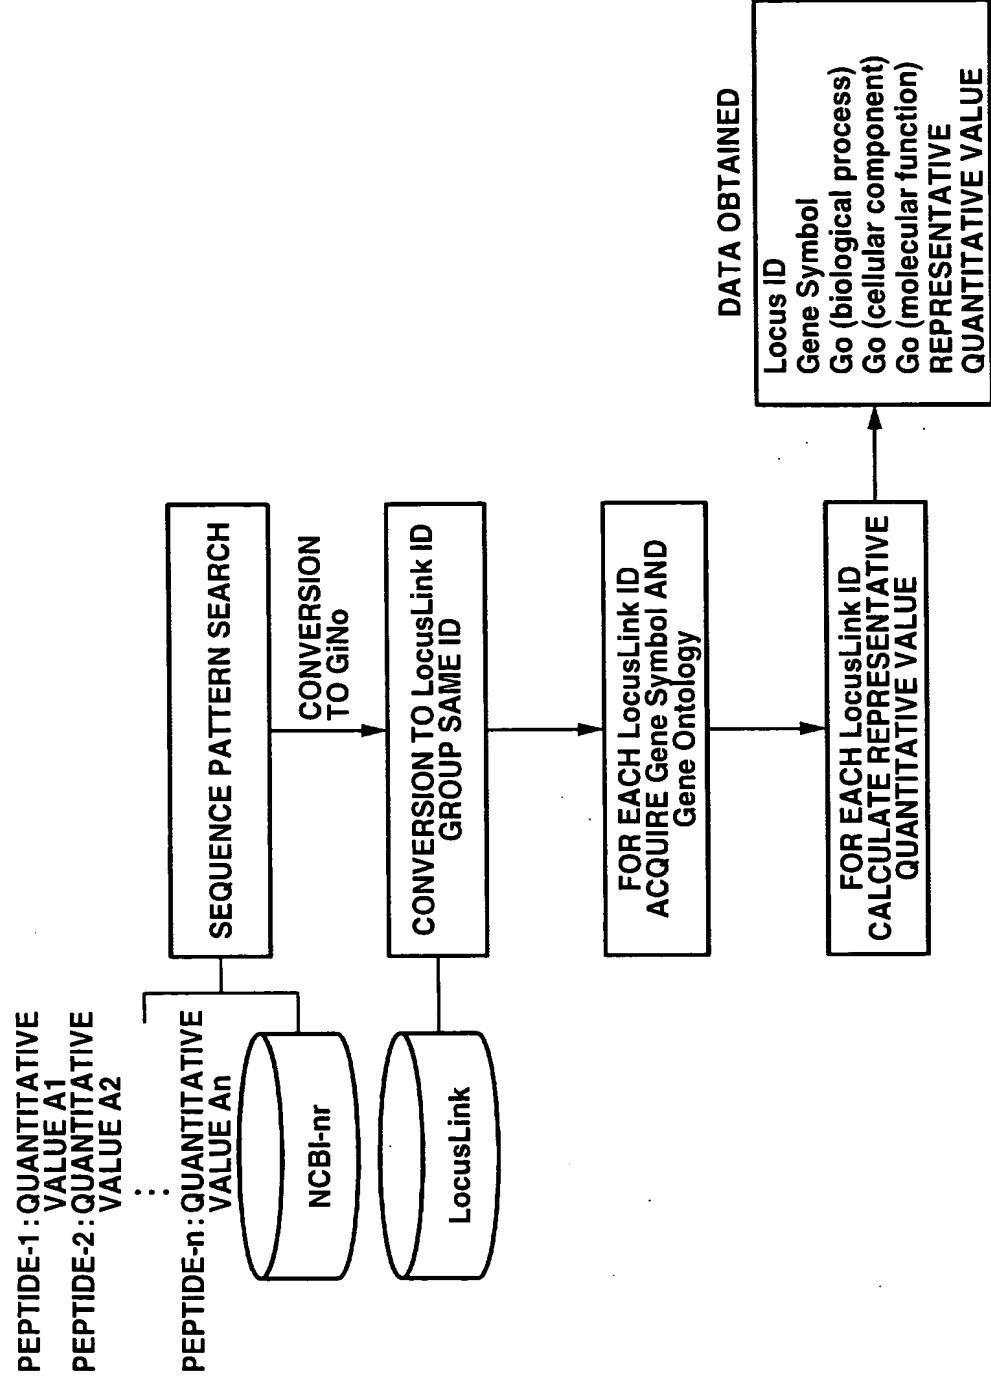 PEPTIDE-1 : QUANTITATIVE
VALUE A1
PEPTIDE-2 : QUANTITATIVE
VALUE A2
⋮
PEPTIDE-n : QUANTITATIVE
VALUE An
NCBI-nr
LocusLink
SEQUENCE PATTERN SEARCH
CONVERSION
TO GiNo
CONVERSION TO LocusLink ID
GROUP SAME ID
FOR EACH LocusLink ID
ACQUIRE Gene Symbol AND
Gene Ontology
FOR EACH LocusLink ID
CALCULATE REPRESENTATIVE
QUANTITATIVE VALUE
DATA OBTAINED
Locus ID
Gene Symbol
Go (biological process)
Go (cellular component)
Go (molecular function)
REPRESENTATIVE
QUANTITATIVE VALUE